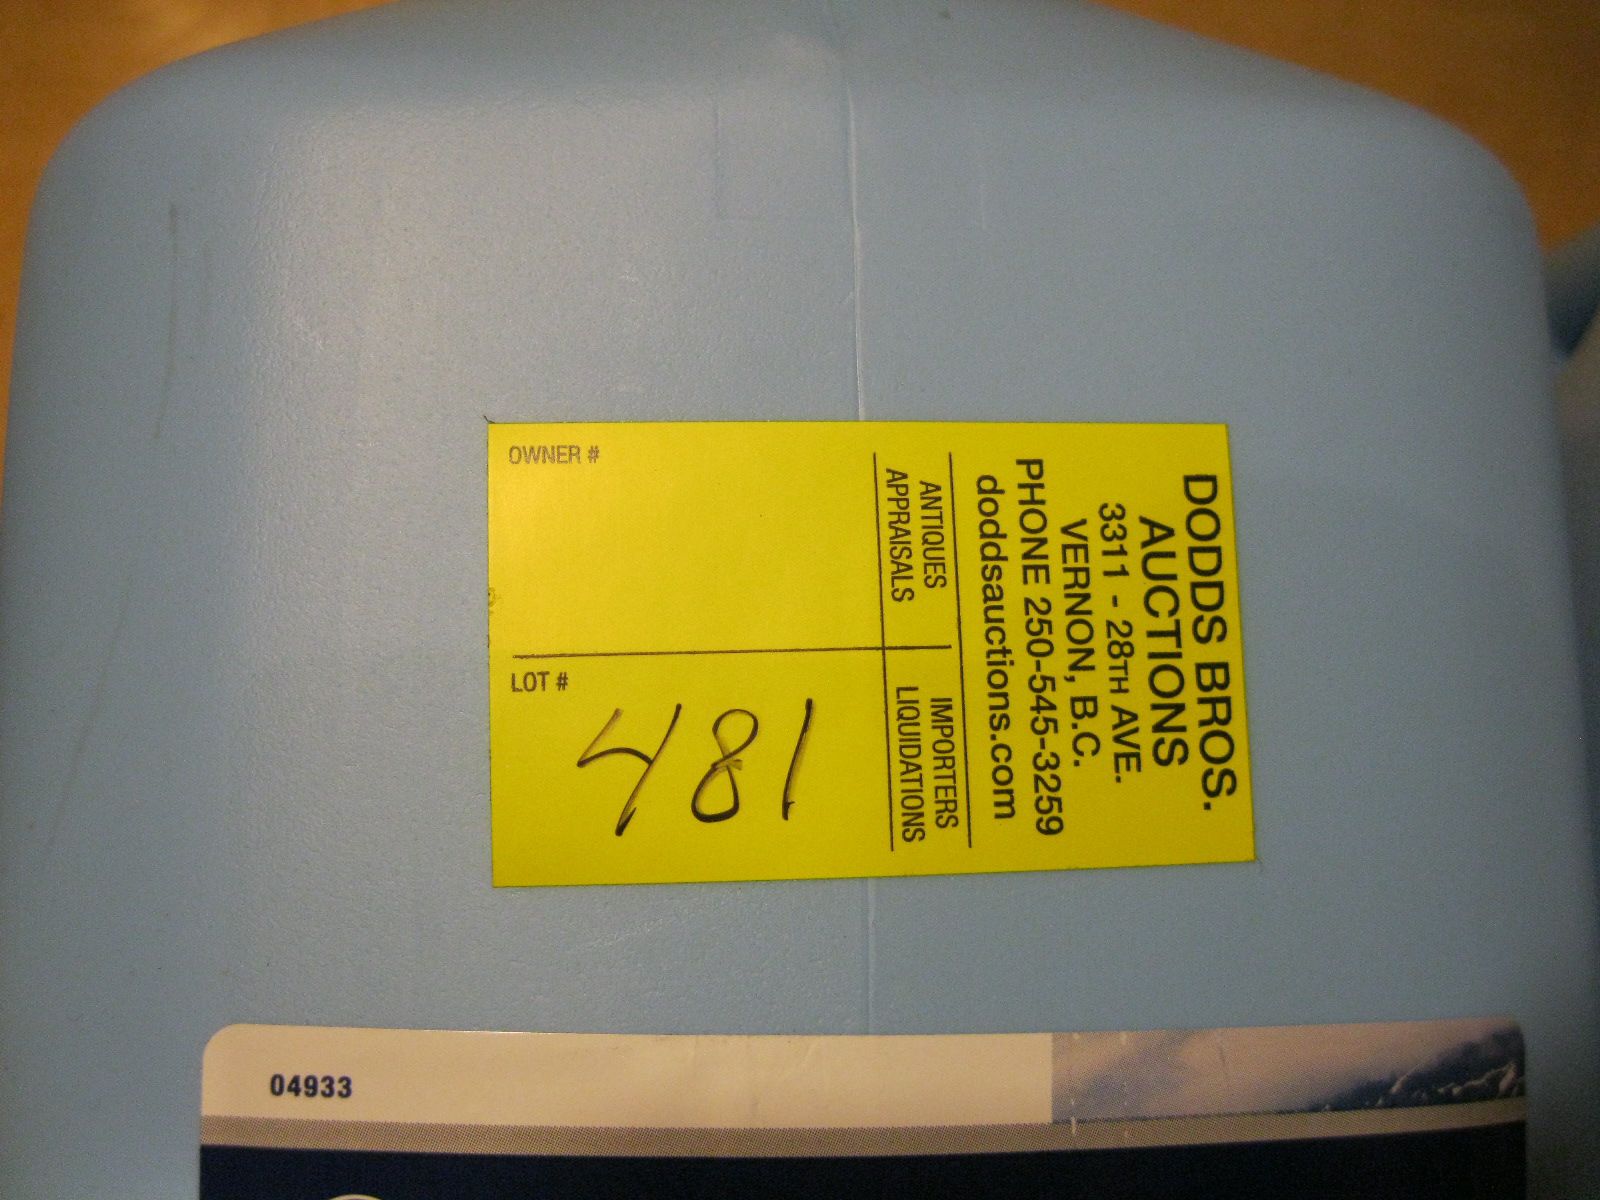 DODDS BROS.
AUCTIONS
3311 - 28TH AVE.
VERNON, B.C.
PHONE 250-545-3259
doddsauctions.com
ANTIQUES
APPRAISALS
IMPORTERS
LIQUIDATIONS
OWNER #
LOT #
481
04933